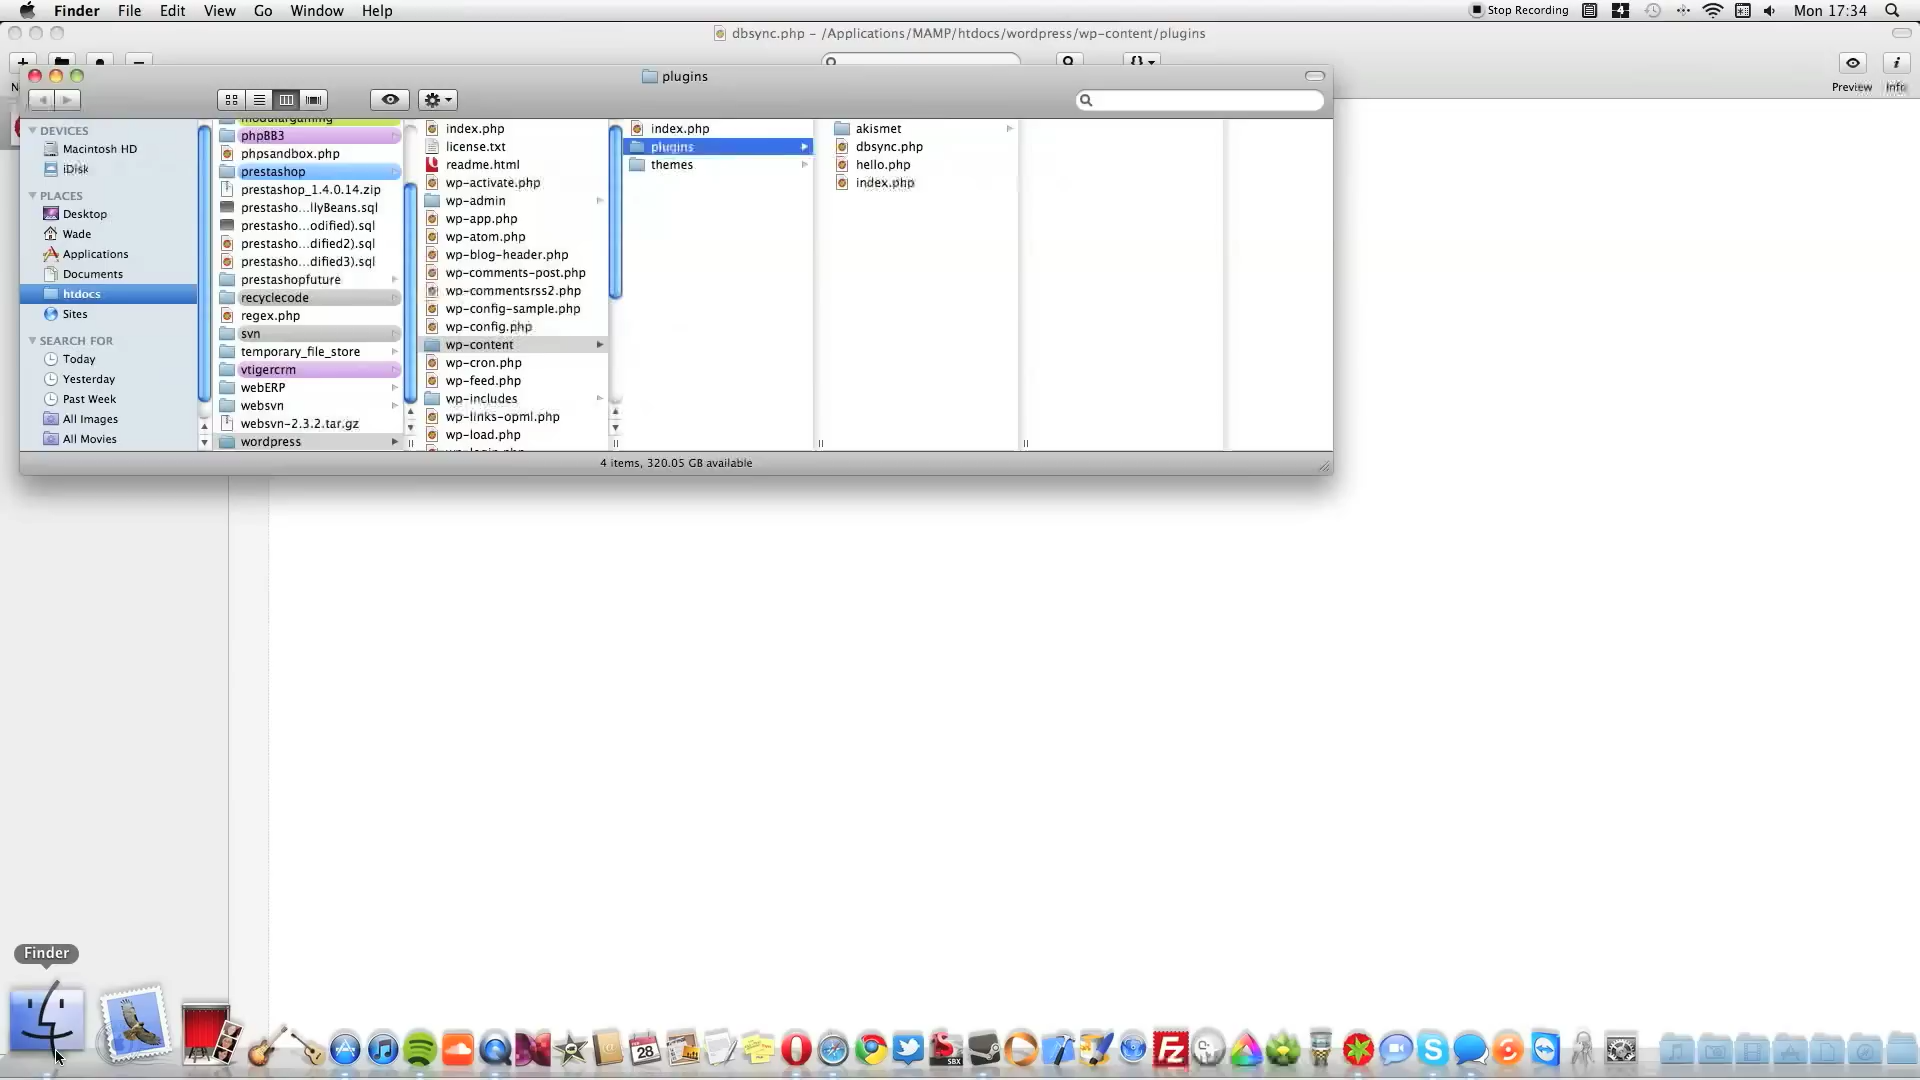 Finder File Edit View Go Window Help
Stop Recording
4
Mon 17:34
dbsync.php – /Applications/MAMP/htdocs/wordpress/wp-content/plugins
Preview
Info
plugins
DEVICES
Macintosh HD
iDisk
PLACES
Desktop
Wade
Applications
Documents
htdocs
Sites
SEARCH FOR
Today
Yesterday
Past Week
All Images
All Movies
modulargaming
phpBB3
phpsandbox.php
prestashop
prestashop_1.4.0.14.zip
prestasho...llyBeans.sql
prestasho...odified).sql
prestasho...dified2).sql
prestasho...dified3).sql
prestashopfuture
recyclecode
regex.php
svn
temporary_file_store
vtigercrm
webERP
websvn
websvn-2.3.2.tar.gz
wordpress
index.php
license.txt
readme.html
wp-activate.php
wp-admin
wp-app.php
wp-atom.php
wp-blog-header.php
wp-comments-post.php
wp-commentsrss2.php
wp-config-sample.php
wp-config.php
wp-content
wp-cron.php
wp-feed.php
wp-includes
wp-links-opml.php
wp-load.php
wp-login.php
index.php
plugins
themes
akismet
dbsync.php
hello.php
index.php
4 items, 320.05 GB available
Finder
28
SBX
FZ